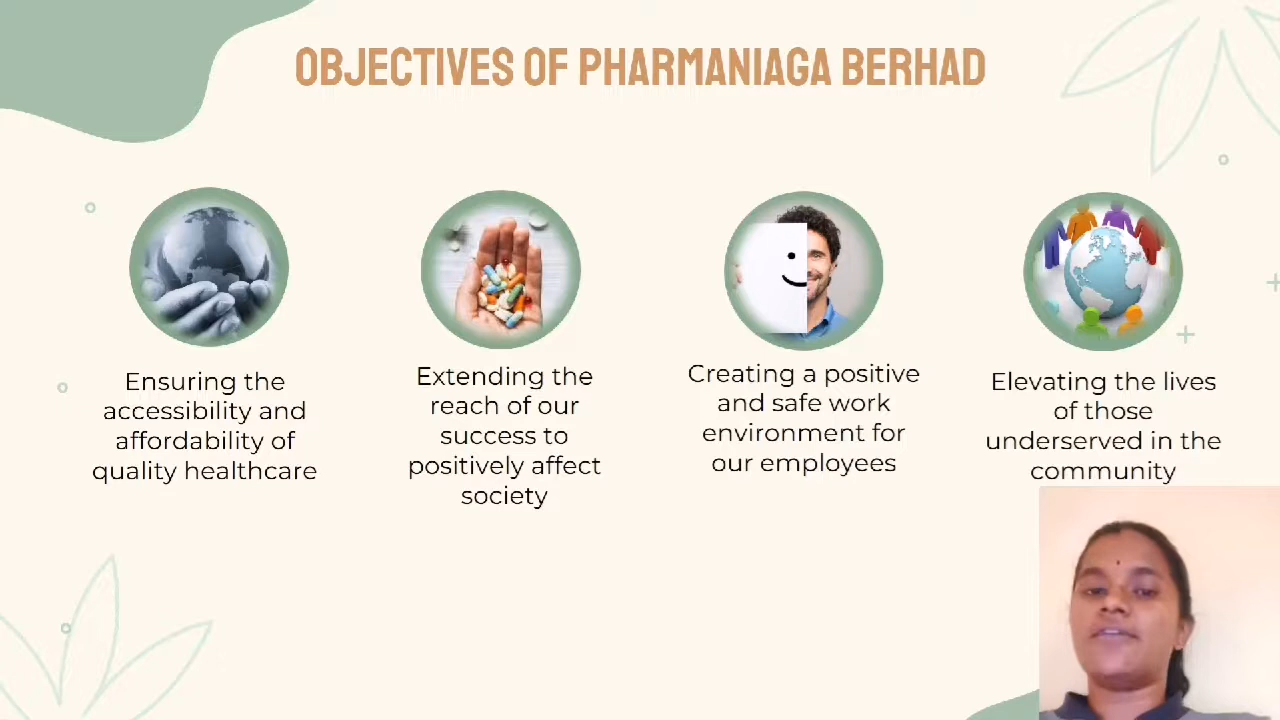 OBJECTIVES OF PHARMANIAGA BERHAD
Ensuring the
accessibility and
affordability of
quality healthcare
Extending the
reach of our
success to
positively affect
society
Creating a positive
and safe work
environment for
our employees
Elevating the lives
of those
underserved in the
community